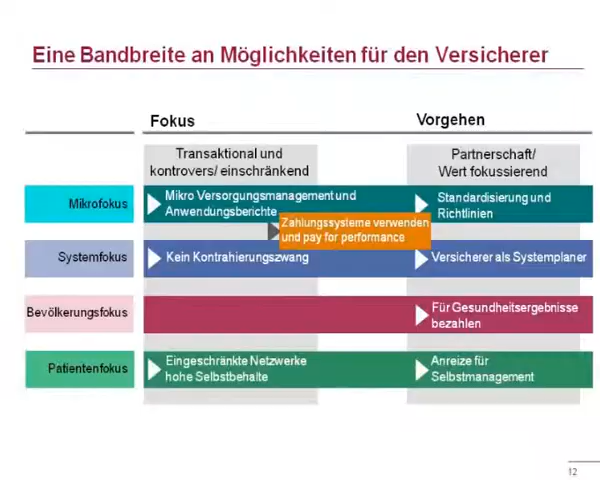 Eine Bandbreite an Möglichkeiten für den Versicherer
Fokus
Vorgehen
Transaktional und
kontrovers/ einschränkend
Partnerschaft/
Wert fokussierend
Mikrofokus
Mikro Versorgungsmanagement und
Anwendungsberichte
Standardisierung und
Richtlinien
Zahlungssysteme verwenden
und pay for performance
Systemfokus
Kein Kontrahierungszwang
Versicherer als Systemplaner
Bevölkerungsfokus
Für Gesundheitsergebnisse
bezahlen
Patientenfokus
Eingeschränkte Netzwerke
hohe Selbstbehalte
Anreize für
Selbstmanagement
12